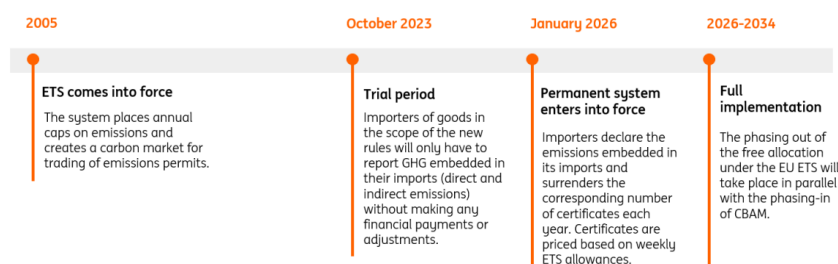 2005
ETS comes into force
The system places annual
caps on emissions and
creates a carbon market for
trading of emissions permits.
October 2023
Trial period
Importers of goods in
the scope of the new
rules will only have to
report GHG embedded in
their imports (direct and
indirect emissions)
without making any
financial payments or
adjustments.
January 2026
Permanent system
enters into force
Importers declare the
emissions embedded in
its imports and
surrenders the
corresponding number
of certificates each
year. Certificates are
priced based on weekly
ETS allowances.
2026-2034
Full
implementation
The phasing out of
the free allocation
under the EU ETS will
take place in parallel
with the phasing-in
of CBAM.